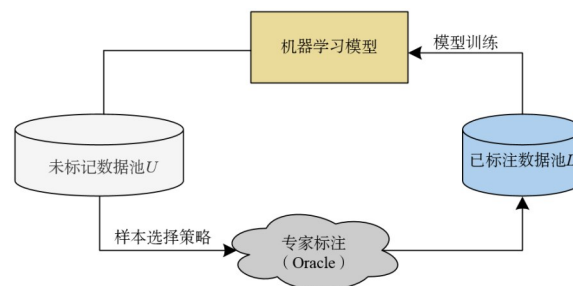 机器学习模型
模型训练
未标记数据池U
已标注数据池L
样本选择策略
专家标注
（Oracle）